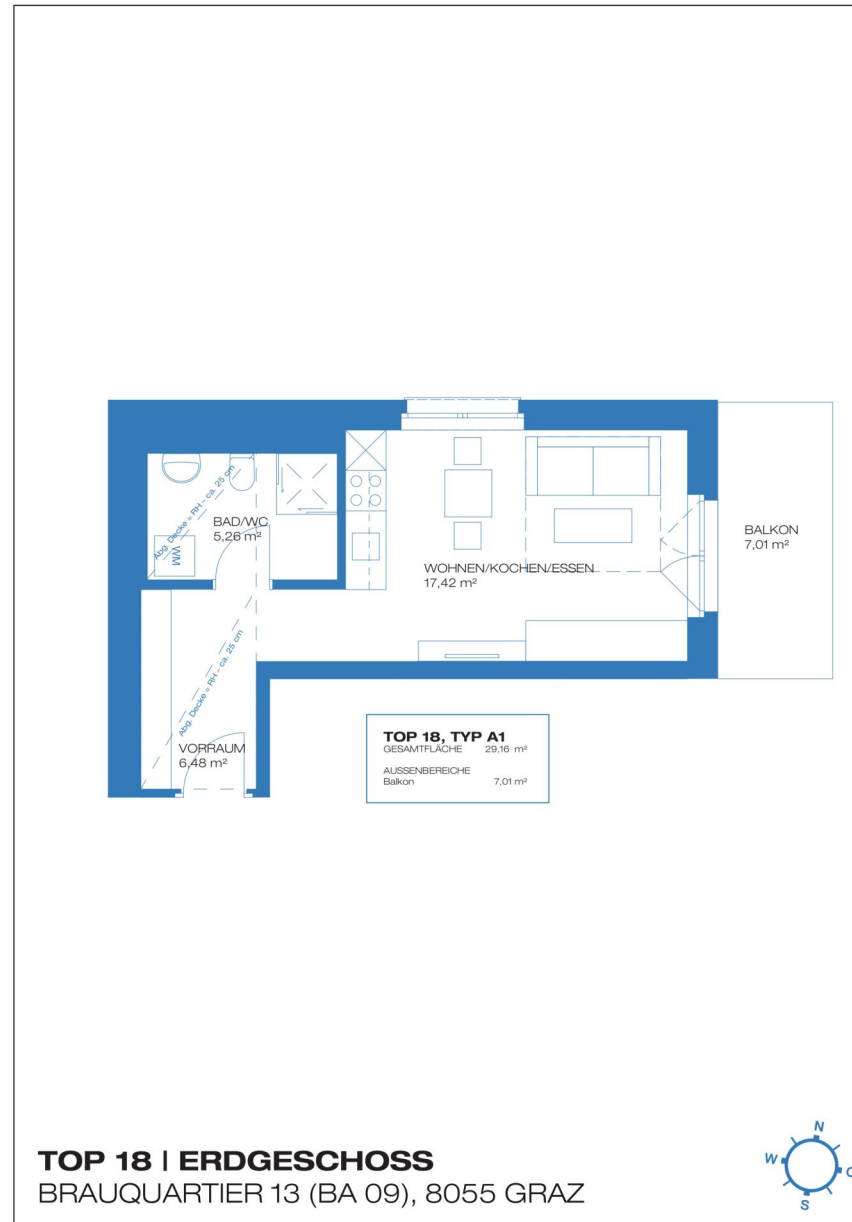 Abg. Decke = RH - ca. 25 cm
BAD/WC
5,26 m²
WM
BALKON
7,01 m²
WOHNEN/KOCHEN/ESSEN
17,42 m²
Abg. Decke = RH - ca. 25 cm
VORRAUM
6,48 m²
TOP 18, TYP A1
GESAMTFLÄCHE 29,16 m²
AUSSENBEREICHE
Balkon 7,01 m²
TOP 18 | ERDGESCHOSS
BRAUQUARTIER 13 (BA 09), 8055 GRAZ
N
W
O
S